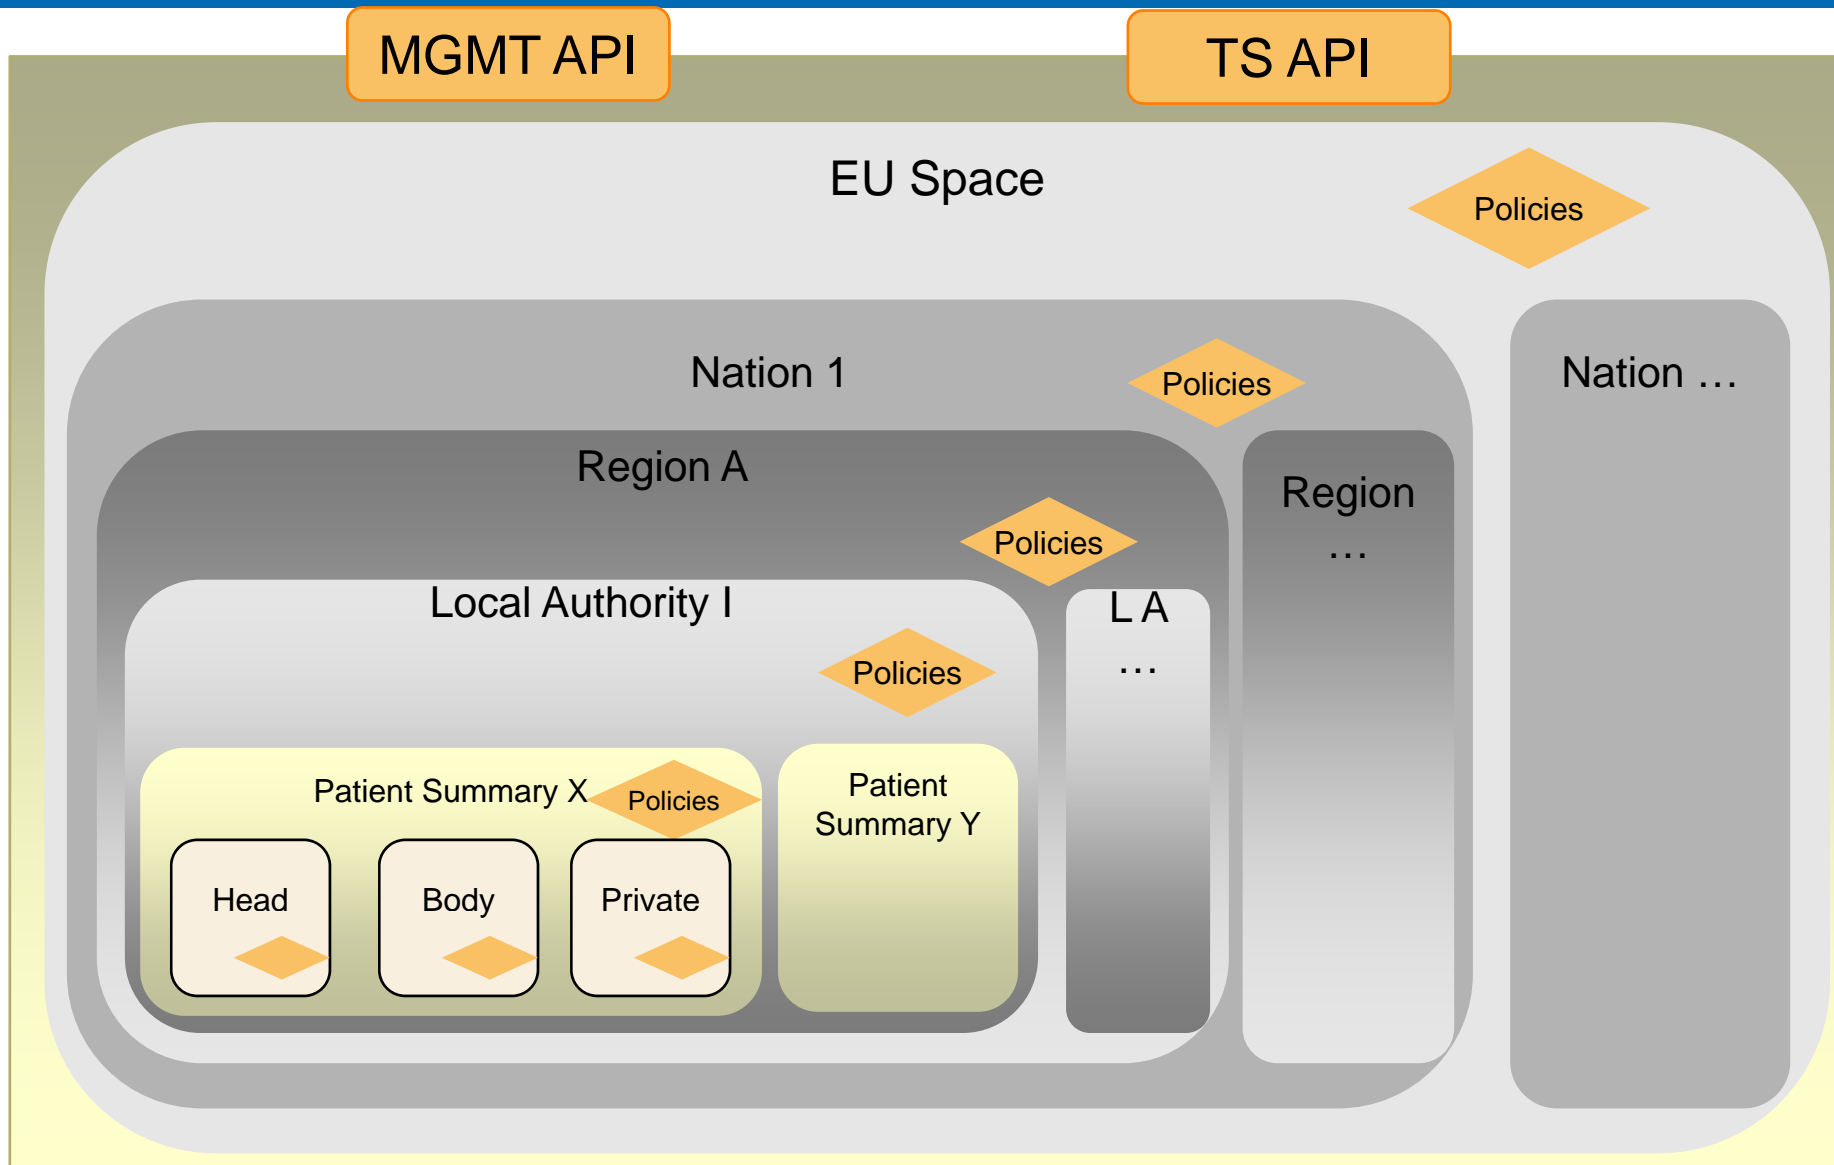 MGMT API
TS API
EU Space
Policies
Nation 1
Policies
Nation …
Region A
Policies
Region
…
Local Authority I
Policies
L A
…
Patient Summary X
Policies
Patient
Summary Y
Head
Body
Private